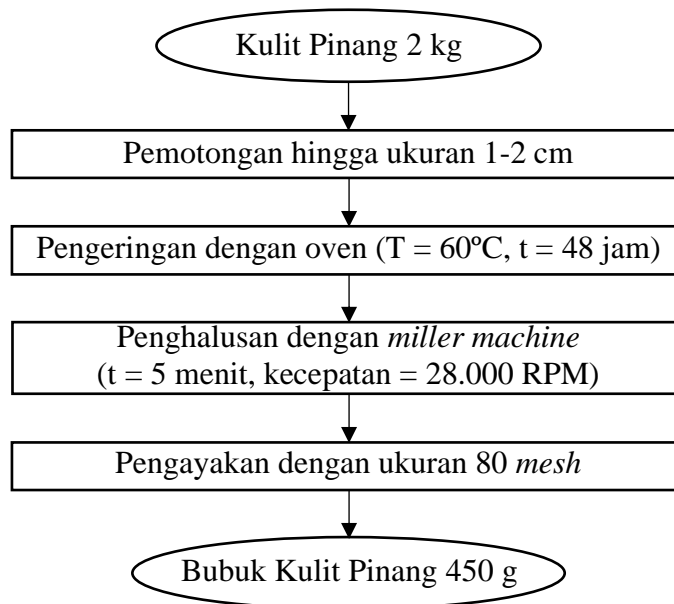 Kulit Pinang 2 kg
Pemotongan hingga ukuran 1-2 cm
Pengeringan dengan oven (T = 60ºC, t = 48 jam)
Penghalusan dengan miller machine
(t = 5 menit, kecepatan = 28.000 RPM)
Pengayakan dengan ukuran 80 mesh
Bubuk Kulit Pinang 450 g